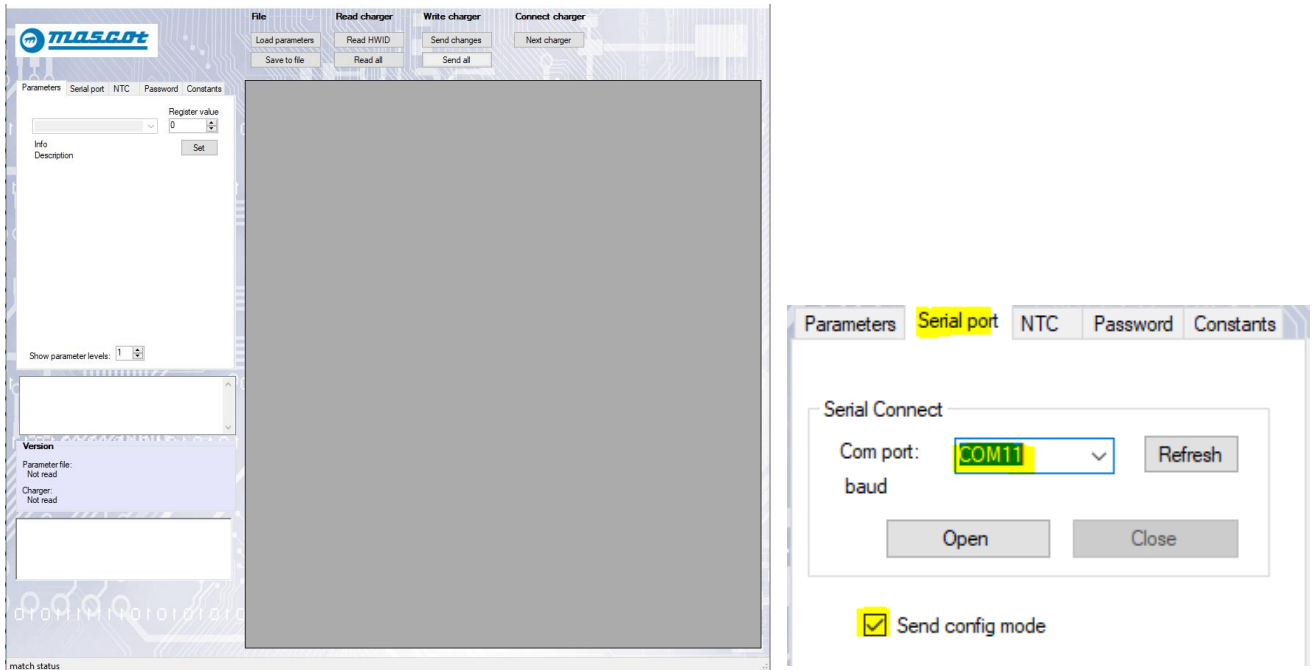 File Read charger Write charger Connect charger
mascot
Load parameters Read HWID Send changes Next charger
Save to file Read all Send all
Parameters Serial port NTC Password Constants
Register value
0
Info
Description
Set
Show parameter levels: 1
Version
Parameter file:
Not read
Charger:
Not read
match status
Parameters Serial port NTC Password Constants
Serial Connect
Com port: COM11 Refresh
baud
Open Close
Send config mode